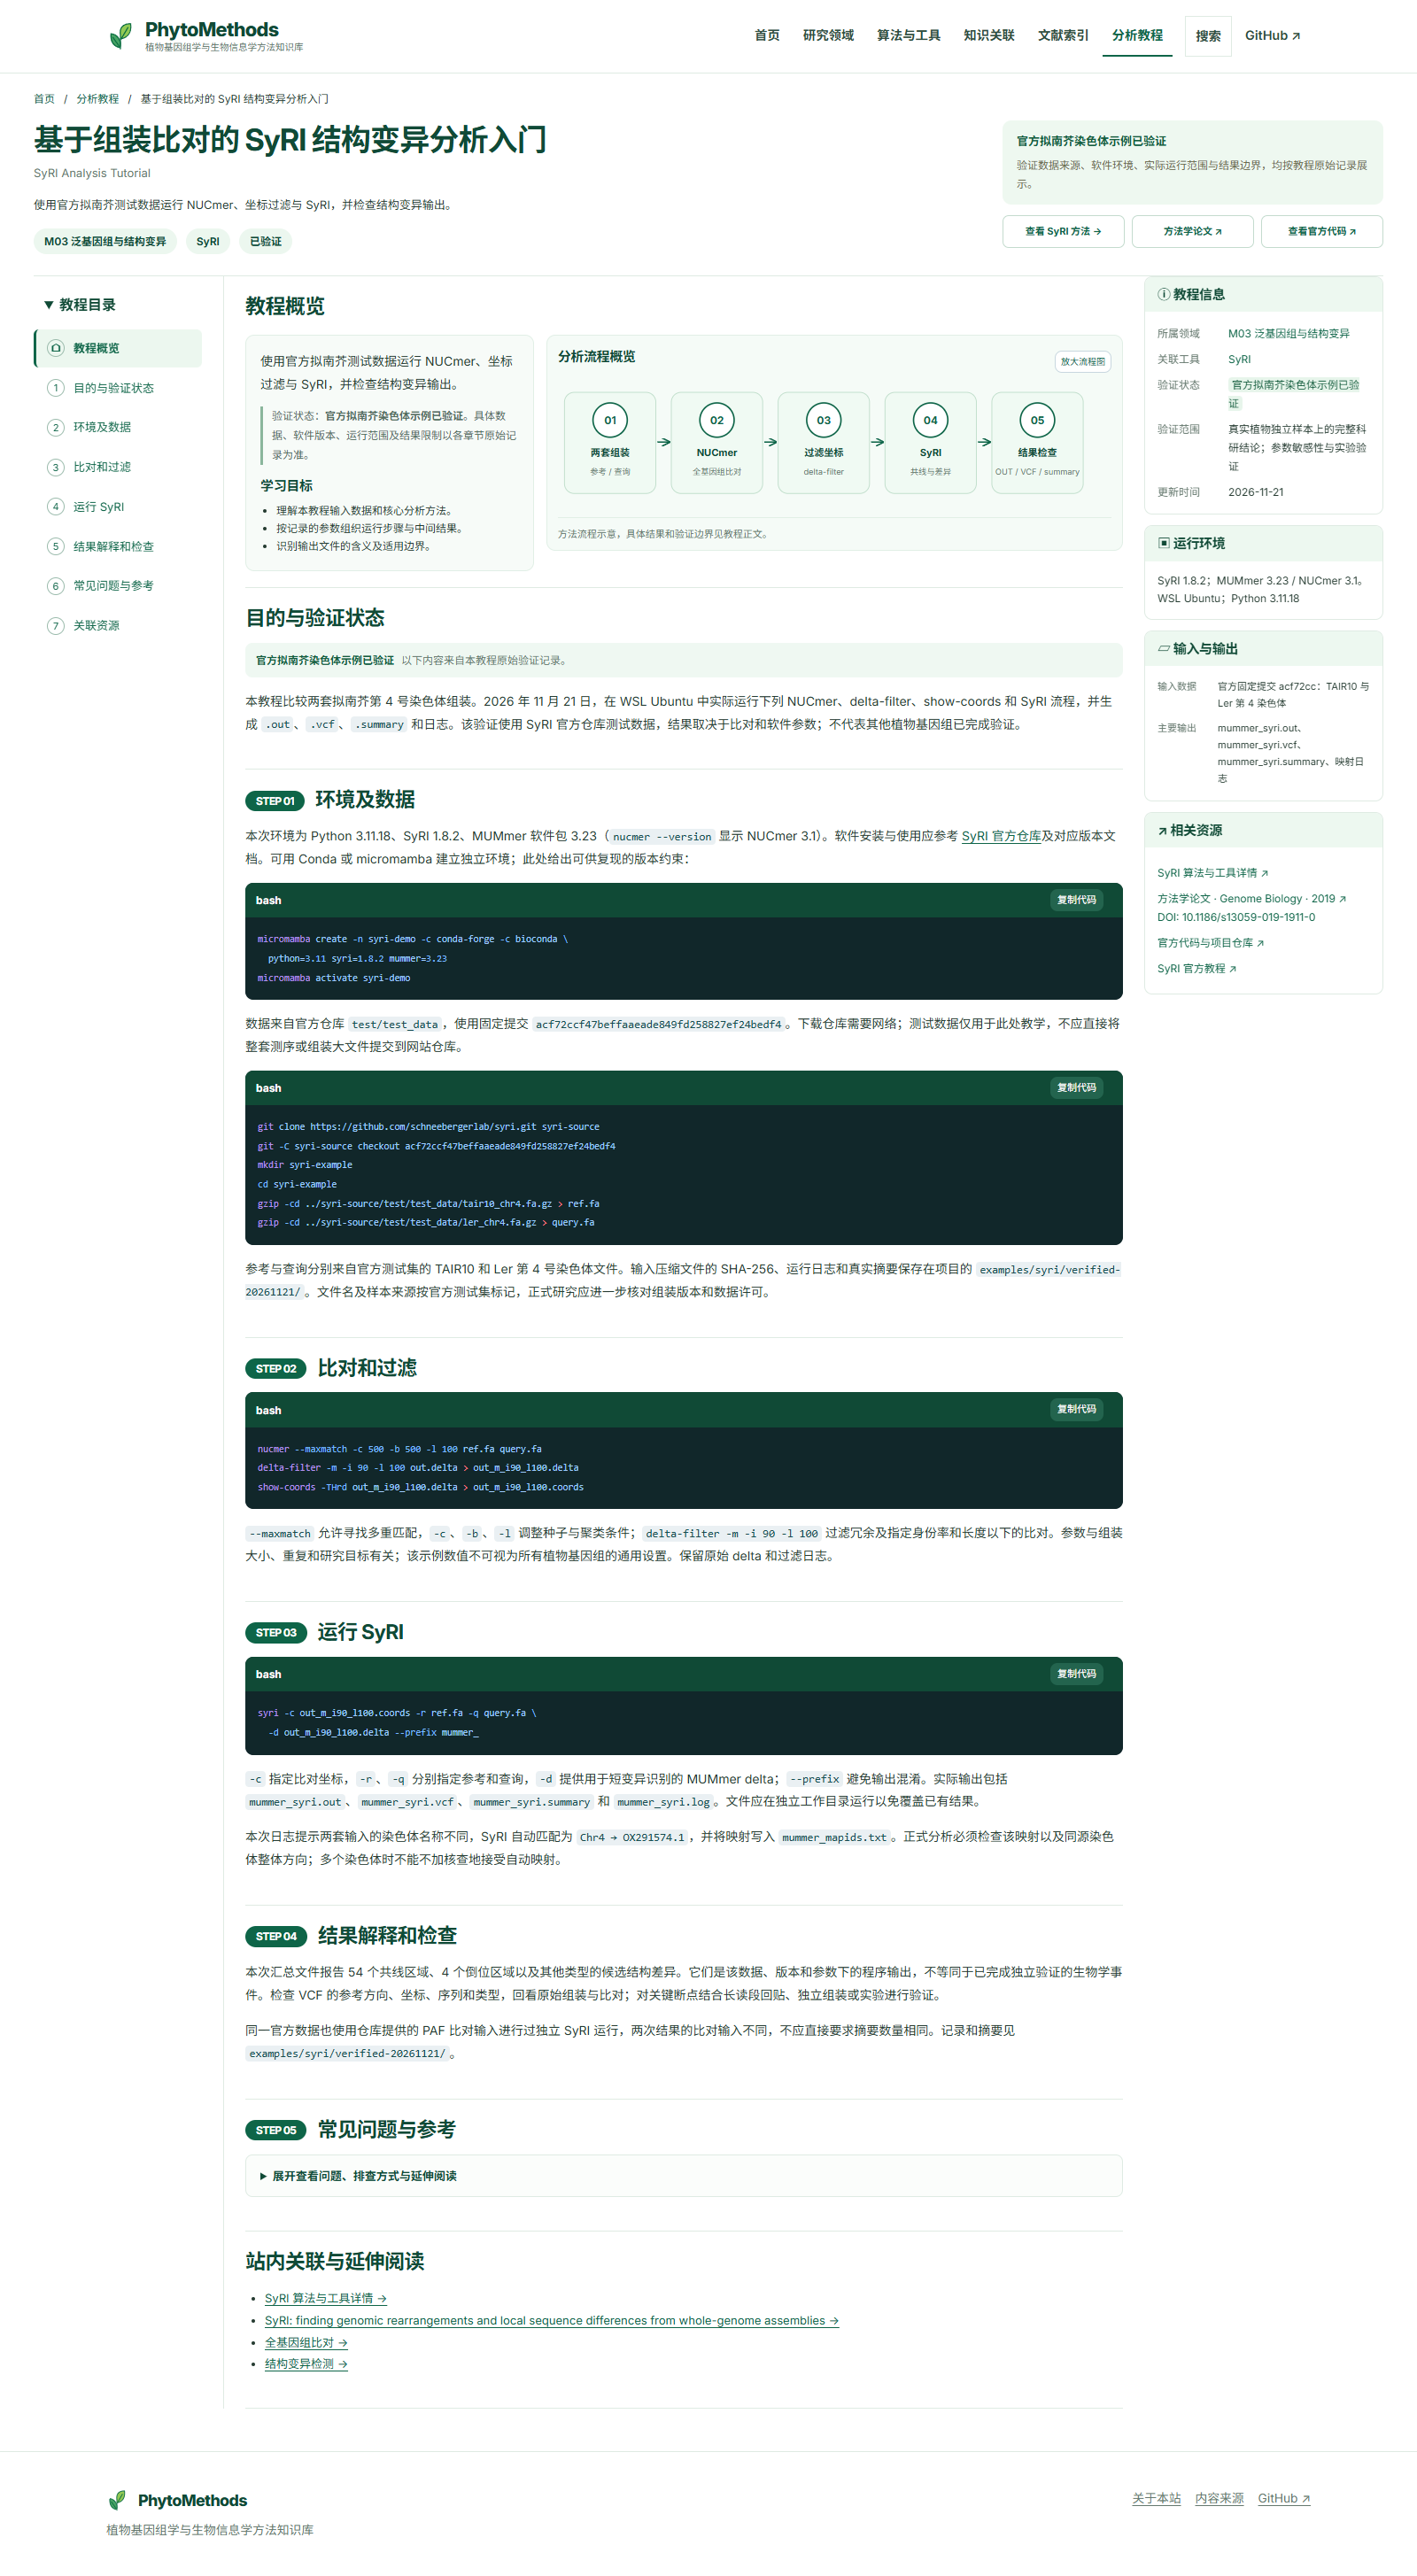 PhytoMethods
植物基因组学与生物信息学方法知识库
首页 研究领域 算法与工具 知识关联 文献索引 分析教程 搜索 GitHub ↗
首页 / 分析教程 / 基于组装比对的 SyRI 结构变异分析入门
基于组装比对的 SyRI 结构变异分析入门
SyRI Analysis Tutorial
使用官方拟南芥测试数据运行 NUCmer、坐标过滤与 SyRI，并检查结构变异输出。
M03 泛基因组与结构变异 SyRI 已验证
官方拟南芥染色体示例已验证
验证数据来源、软件环境、实际运行范围与结果边界，均按教程原始记录展
示。
查看 SyRI 方法 → 方法学论文 ↗ 查看官方代码 ↗
▼ 教程目录
教程概览
1 目的与验证状态
2 环境及数据
3 比对和过滤
4 运行 SyRI
5 结果解释和检查
6 常见问题与参考
7 关联资源
教程概览
使用官方拟南芥测试数据运行 NUCmer、坐标
过滤与 SyRI，并检查结构变异输出。
验证状态：官方拟南芥染色体示例已验证。具体数
据、软件版本、运行范围及结果限制以各章节原始记
录为准。
学习目标
• 理解本教程输入数据和核心分析方法。
• 按记录的参数组织运行步骤与中间结果。
• 识别输出文件的含义及适用边界。
分析流程概览
放大流程图
01 → 02 → 03 → 04 → 05
两套组装 NUCmer 过滤坐标 SyRI 结果检查
参考 / 查询 全基因组比对 delta-filter 共线与差异 OUT / VCF / summary
方法流程示意，具体结果和验证边界见教程正文。
目的与验证状态
官方拟南芥染色体示例已验证 以下内容来自本教程原始验证记录。
本教程比较两套拟南芥第 4 号染色体组装。2026 年 11 月 21 日，在 WSL Ubuntu 中实际运行下列 NUCmer、delta-filter、show-coords 和 SyRI 流程，并生
成 .out、.vcf、.summary 和日志。该验证使用 SyRI 官方仓库测试数据，结果取决于比对和软件参数；不代表其他植物基因组已完成验证。
STEP 01 环境及数据
本次环境为 Python 3.11.18、SyRI 1.8.2、MUMmer 软件包 3.23（nucmer --version 显示 NUCmer 3.1）。软件安装与使用应参考 SyRI 官方仓库及对应版本文
档。可用 Conda 或 micromamba 建立独立环境；此处给出可供复现的版本约束：
bash 复制代码
micromamba create -n syri-demo -c conda-forge -c bioconda \
python=3.11 syri=1.8.2 mummer=3.23
micromamba activate syri-demo
数据来自官方仓库 test/test_data，使用固定提交 acf72ccf47beffaaeade849fd258827ef24bedf4。下载仓库需要网络；测试数据仅用于此处教学，不应直接将
整套测序或组装大文件提交到网站仓库。
bash 复制代码
git clone https://github.com/schneebergerlab/syri.git syri-source
git -C syri-source checkout acf72ccf47beffaaeade849fd258827ef24bedf4
mkdir syri-example
cd syri-example
gzip -cd ../syri-source/test/test_data/tair10_chr4.fa.gz > ref.fa
gzip -cd ../syri-source/test/test_data/ler_chr4.fa.gz > query.fa
参考与查询分别来自官方测试集的 TAIR10 和 Ler 第 4 号染色体文件。输入压缩文件的 SHA-256、运行日志和真实摘要保存在项目的 examples/syri/verified-
20261121/。文件名及样本来源按官方测试集标记，正式研究应进一步核对组装版本和数据许可。
STEP 02 比对和过滤
bash 复制代码
nucmer --maxmatch -c 500 -b 500 -l 100 ref.fa query.fa
delta-filter -m -i 90 -l 100 out.delta > out_m_i90_l100.delta
show-coords -THrd out_m_i90_l100.delta > out_m_i90_l100.coords
--maxmatch 允许寻找多重匹配，-c、-b、-l 调整种子与聚类条件；delta-filter -m -i 90 -l 100 过滤冗余及指定身份率和长度以下的比对。参数与组装
大小、重复和研究目标有关；该示例数值不可视为所有植物基因组的通用设置。保留原始 delta 和过滤日志。
STEP 03 运行 SyRI
bash 复制代码
syri -c out_m_i90_l100.coords -r ref.fa -q query.fa \
-d out_m_i90_l100.delta --prefix mummer_
-c 指定比对坐标，-r、-q 分别指定参考和查询，-d 提供用于短变异识别的 MUMmer delta；--prefix 避免输出混淆。实际输出包括
mummer_syri.out、mummer_syri.vcf、mummer_syri.summary 和 mummer_syri.log。文件应在独立工作目录运行以免覆盖已有结果。
本次日志提示两套输入的染色体名称不同，SyRI 自动匹配为 Chr4 → OX291574.1，并将映射写入 mummer_mapids.txt。正式分析必须检查该映射以及同源染色
体整体方向；多个染色体时不能不加核查地接受自动映射。
STEP 04 结果解释和检查
本次汇总文件报告 54 个共线区域、4 个倒位区域以及其他类型的候选结构差异。它们是该数据、版本和参数下的程序输出，不等同于已完成独立验证的生物学事
件。检查 VCF 的参考方向、坐标、序列和类型，回看原始组装与比对；对关键断点结合长读段回贴、独立组装或实验进行验证。
同一官方数据也使用仓库提供的 PAF 比对输入进行过独立 SyRI 运行，两次结果的比对输入不同，不应直接要求摘要数量相同。记录和摘要见
examples/syri/verified-20261121/。
STEP 05 常见问题与参考
▶ 展开查看问题、排查方式与延伸阅读
站内关联与延伸阅读
• SyRI 算法与工具详情 →
• SyRI: finding genomic rearrangements and local sequence differences from whole-genome assemblies →
• 全基因组比对 →
• 结构变异检测 →
ⓘ 教程信息
所属领域 M03 泛基因组与结构变异
关联工具 SyRI
验证状态 官方拟南芥染色体示例已验
证
验证范围 真实植物独立样本上的完整科
研结论；参数敏感性与实验验
证
更新时间 2026-11-21
▣ 运行环境
SyRI 1.8.2；MUMmer 3.23 / NUCmer 3.1。
WSL Ubuntu；Python 3.11.18
▱ 输入与输出
输入数据 官方固定提交 acf72cc：TAIR10 与
Ler 第 4 染色体
主要输出 mummer_syri.out、
mummer_syri.vcf、
mummer_syri.summary、映射日
志
↗ 相关资源
SyRI 算法与工具详情 ↗
方法学论文 · Genome Biology · 2019 ↗
DOI: 10.1186/s13059-019-1911-0
官方代码与项目仓库 ↗
SyRI 官方教程 ↗
PhytoMethods
植物基因组学与生物信息学方法知识库
关于本站 内容来源 GitHub ↗